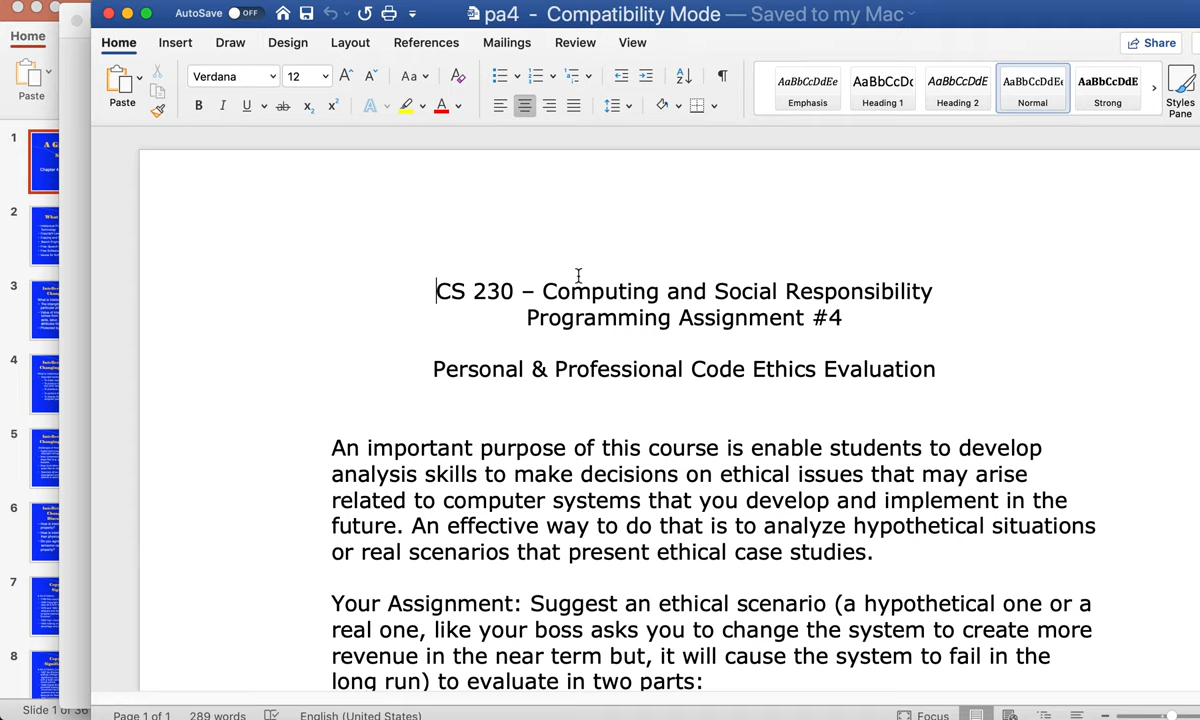 Home
Paste
1
2
3
4
5
6
7
8
Slide 1 of 36
AutoSave OFF
pa4 - Compatibility Mode — Saved to my Mac
Home Insert Draw Design Layout References Mailings Review View Share
Paste
Verdana 12
AaBbCcDdEe AaBbCcDc AaBbCcDdE AaBbCcDdEe AaBbCcDdE
Emphasis Heading 1 Heading 2 Normal Strong
Styles
Pane
CS 230 – Computing and Social Responsibility
Programming Assignment #4
Personal & Professional Code Ethics Evaluation
An important purpose of this course is enable students to develop
analysis skills to make decisions on ethical issues that may arise
related to computer systems that you develop and implement in the
future. An effective way to do that is to analyze hypothetical situations
or real scenarios that present ethical case studies.
Your Assignment: Suggest an ethical scenario (a hypothetical one or a
real one, like your boss asks you to change the system to create more
revenue in the near term but, it will cause the system to fail in the
long run) to evaluate in two parts:
Page 1 of 1 289 words English (United States) Focus